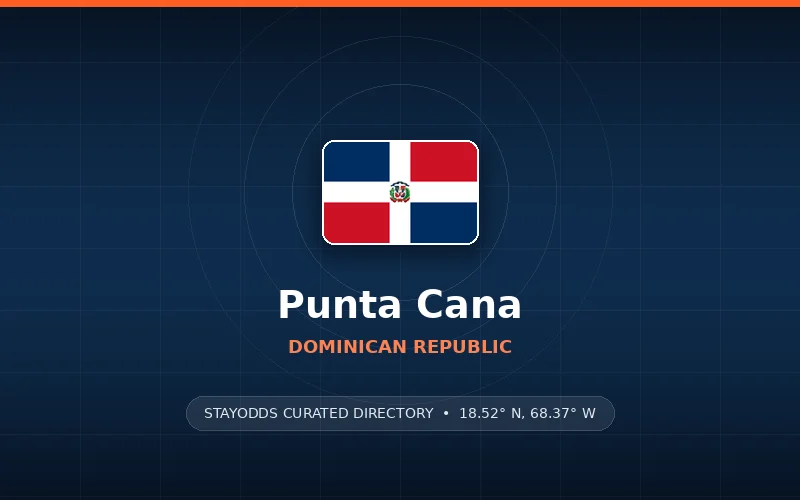 Punta Cana
DOMINICAN REPUBLIC
STAYODDS CURATED DIRECTORY • 18.52° N, 68.37° W